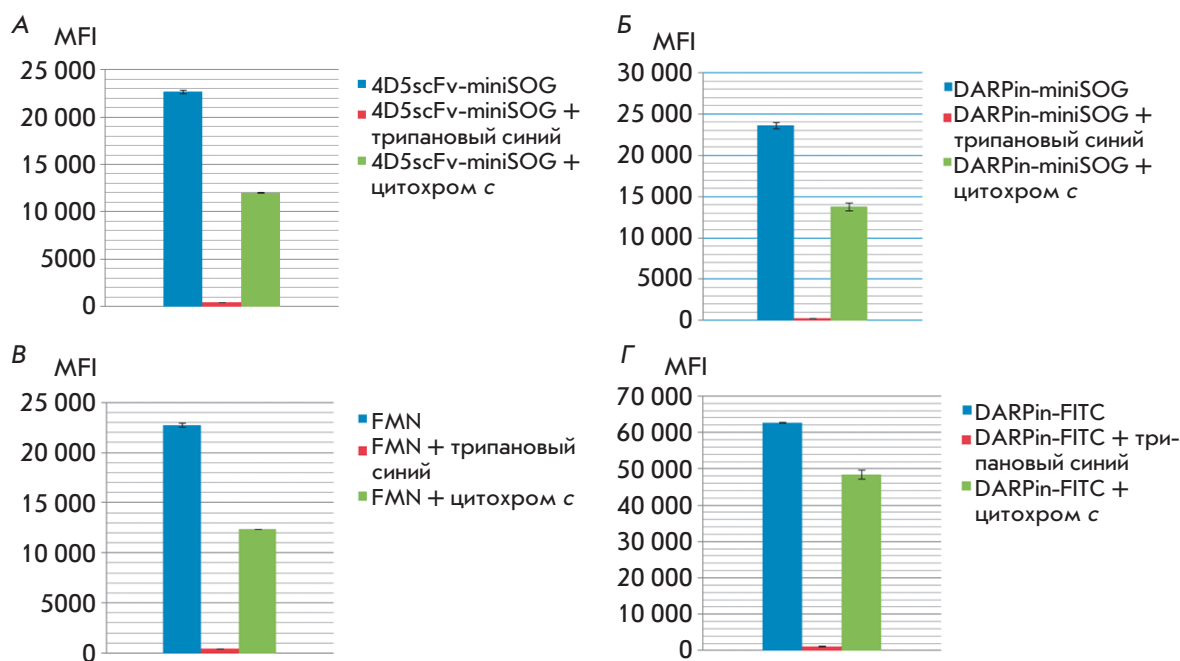 А
MFI
25 000
20 000
15 000
10 000
5000
0
4D5scFv-miniSOG
4D5scFv-miniSOG +
трипановый синий
4D5scFv-miniSOG +
цитохром c
Б
MFI
30 000
25 000
20 000
15 000
10 000
5000
0
DARPin-miniSOG
DARPin-miniSOG +
трипановый синий
DARPin-miniSOG +
цитохром c
В
MFI
25 000
20 000
15 000
10 000
5000
0
FMN
FMN + трипановый
синий
FMN + цитохром c
Г
MFI
70 000
60 000
50 000
40 000
30 000
20 000
10 000
0
DARPin-FITC
DARPin-FITC + три-
пановый синий
DARPin-FITC +
цитохром c